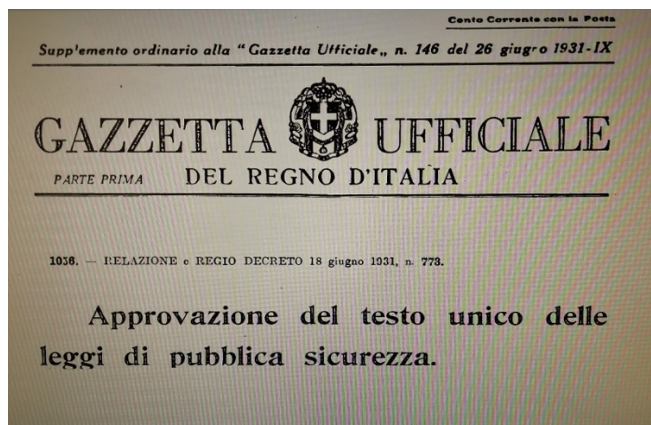 Conto Corrente con la Posta
Supp'emento ordinario alla "Gazzetta Ufficiale„ n. 146 del 26 giugno 1931-IX
GAZZETTA UFFICIALE
PARTE PRIMA DEL REGNO D'ITALIA
1036. — RELAZIONE e REGIO DECRETO 18 giugno 1931, n. 773.
Approvazione del testo unico delle
leggi di pubblica sicurezza.